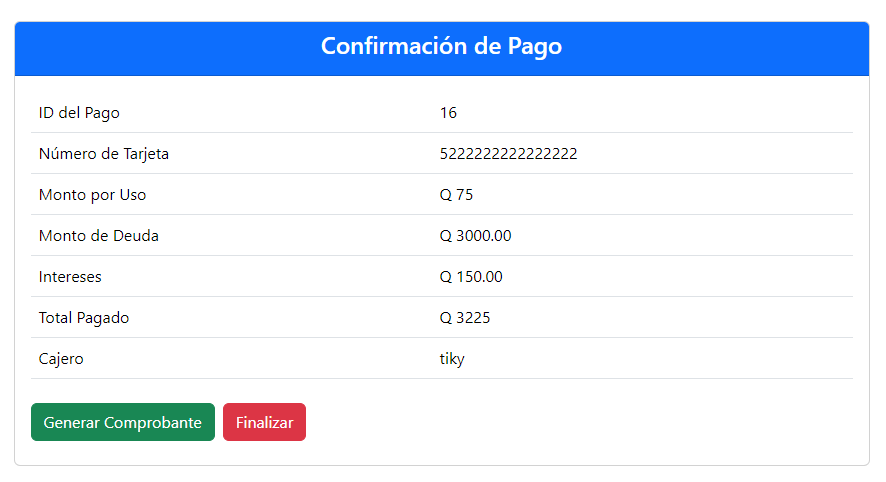 Confirmación de Pago
ID del Pago 16
Número de Tarjeta 5222222222222222
Monto por Uso Q 75
Monto de Deuda Q 3000.00
Intereses Q 150.00
Total Pagado Q 3225
Cajero tiky
Generar Comprobante Finalizar